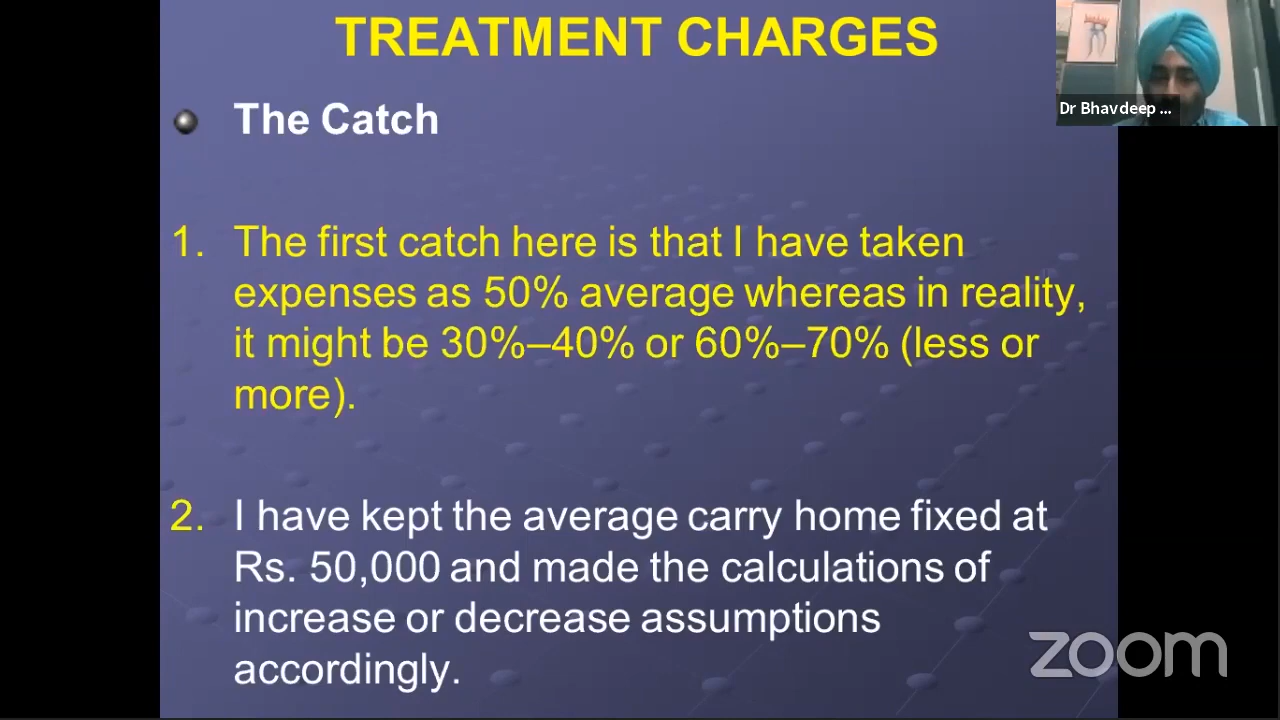 TREATMENT CHARGES
Dr Bhavdeep ...
The Catch
1. The first catch here is that I have taken
expenses as 50% average whereas in reality,
it might be 30%–40% or 60%–70% (less or
more).
2. I have kept the average carry home fixed at
Rs. 50,000 and made the calculations of
increase or decrease assumptions
accordingly.
zoom